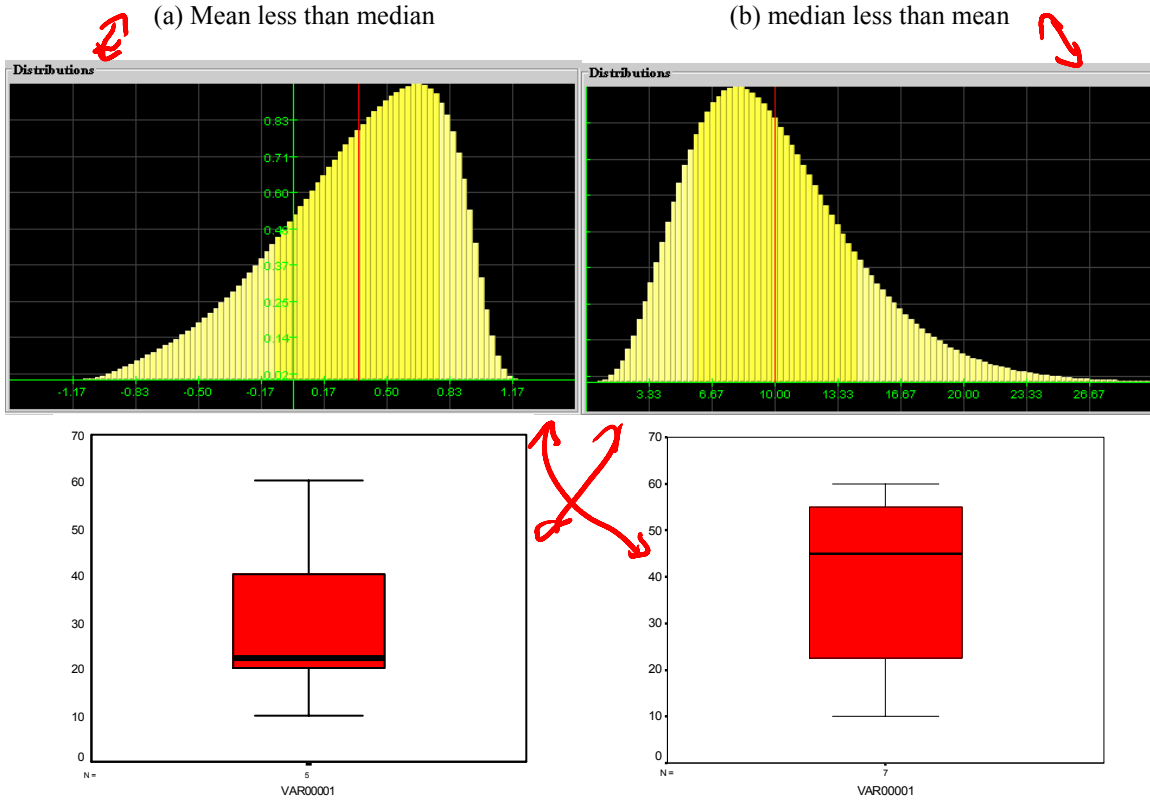 (a) Mean less than median
(b) median less than mean
Distributions
0.83
0.71
0.60
0.48
0.37
0.25
0.14
0.02
-1.17 -0.83 -0.50 -0.17 0.17 0.50 0.83 1.17
Distributions
3.33 6.67 10.00 13.33 16.67 20.00 23.33 26.67
70
60
50
40
30
20
10
0
N = 5
VAR00001
70
60
50
40
30
20
10
0
N = 7
VAR00001